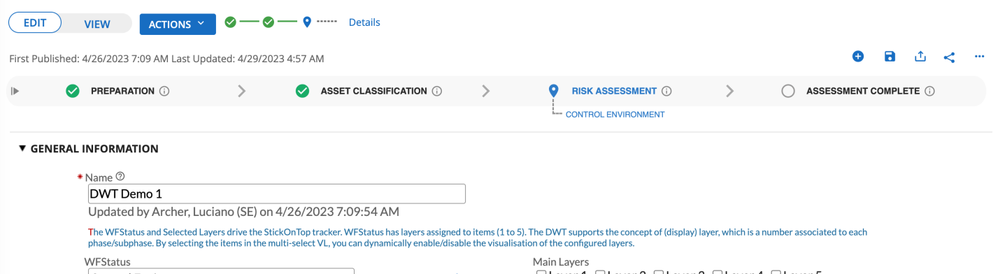 EDIT VIEW ACTIONS Details
First Published: 4/26/2023 7:09 AM Last Updated: 4/29/2023 4:57 AM
PREPARATION ASSET CLASSIFICATION RISK ASSESSMENT ASSESSMENT COMPLETE
CONTROL ENVIRONMENT
GENERAL INFORMATION
* Name
DWT Demo 1
Updated by Archer, Luciano (SE) on 4/26/2023 7:09:54 AM
The WFStatus and Selected Layers drive the StickOnTop tracker. WFStatus has layers assigned to items (1 to 5). The DWT supports the concept of (display) layer, which is a number associated to each
phase/subphase. By selecting the items in the multi-select VL, you can dynamically enable/disable the visualisation of the configured layers.
WFStatus Main Layers